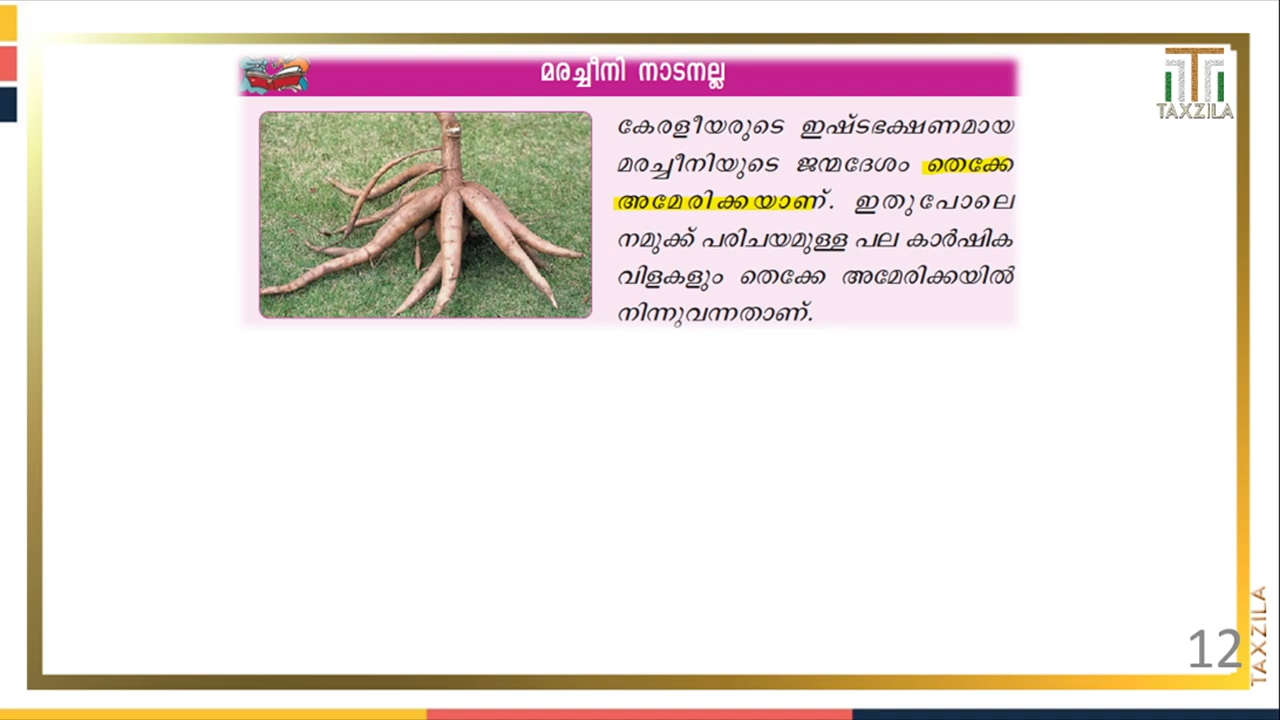 മരച്ചീനി നാടനല്ല
കേരളീയരുടെ ഇഷ്ടഭക്ഷണമായ
മരച്ചീനിയുടെ ജന്മദേശം തെക്കേ
അമേരിക്കയാണ്. ഇതുപോലെ
നമുക്ക് പരിചയമുള്ള പല കാർഷിക
വിളകളും തെക്കേ അമേരിക്കയിൽ
നിന്നുവന്നതാണ്.
TAXZILA
TAXZILA
12